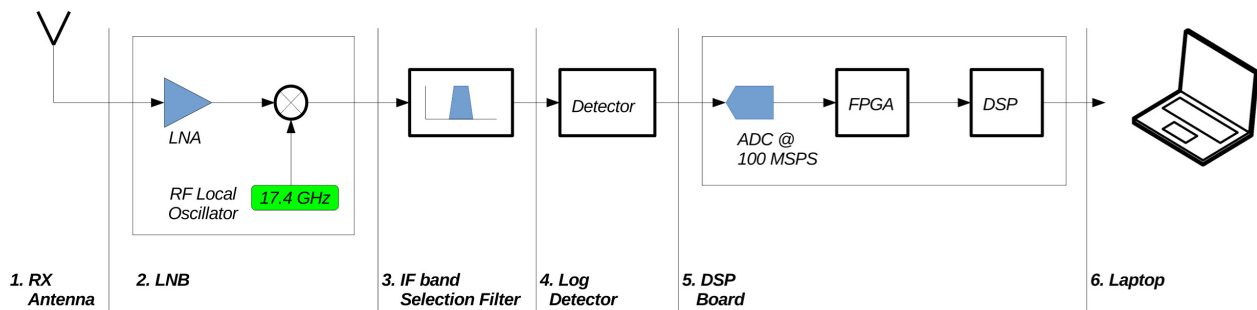 LNA
RF Local
Oscillator
17.4 GHz
Detector
ADC @
100 MSPS
FPGA
DSP
1. RX
Antenna
2. LNB
3. IF band
Selection Filter
4. Log
Detector
5. DSP
Board
6. Laptop